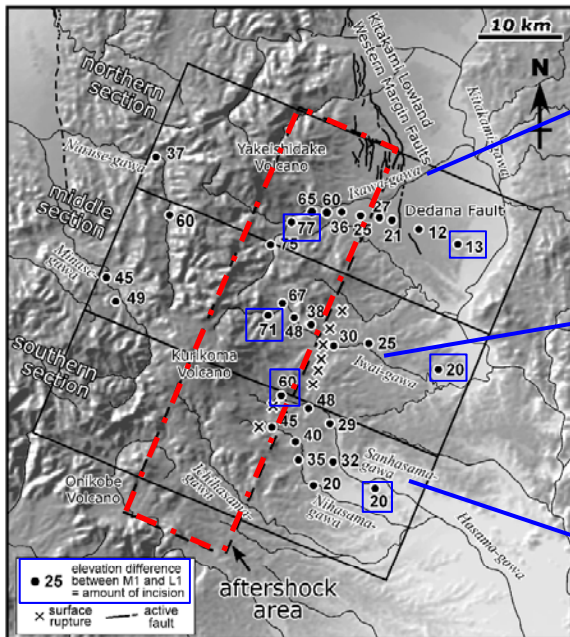 10 km
N
northern
section
Kitakami Lowland
Western Margin Faults
Kitakami-gawa
Naruse-gawa
37
Yakeishidake
Volcano
Isawa-gawa
middle
section
60
65
60
77
36
25
27
21
Dedana Fault
12
13
75
Minase-
gawa
45
49
67
71
48
38
30
25
Iwai-gawa
20
southern
section
Kurikoma
Volcano
60
48
45
29
40
35
32
Sanhasama-
gawa
20
20
Onikobe
Volcano
Ichihasama-
gawa
Nihasama-
gawa
Hasama-gawa
25
elevation difference
between M1 and L1
= amount of incision
surface
rupture
active
fault
aftershock
area